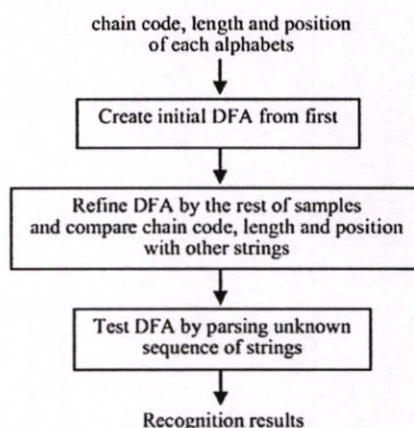 chain code, length and position
of each alphabets
Create initial DFA from first
Refine DFA by the rest of samples
and compare chain code, length and position
with other strings
Test DFA by parsing unknown
sequence of strings
Recognition results